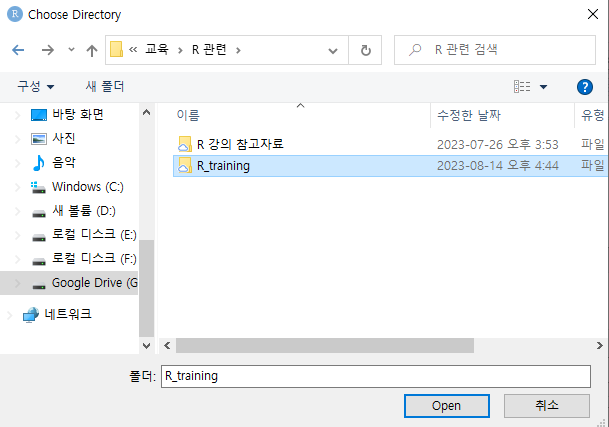 R Choose Directory
« 교육 > R 관련 >
R 관련 검색
구성 새 폴더
바탕 화면
사진
음악
Windows (C:)
새 볼륨 (D:)
로컬 디스크 (E:)
로컬 디스크 (F:)
Google Drive (G
네트워크
이름 수정한 날짜 유형
R 강의 참고자료 2023-07-26 오후 3:53 파일
R_training 2023-08-14 오후 4:44 파일
폴더: R_training
Open 취소